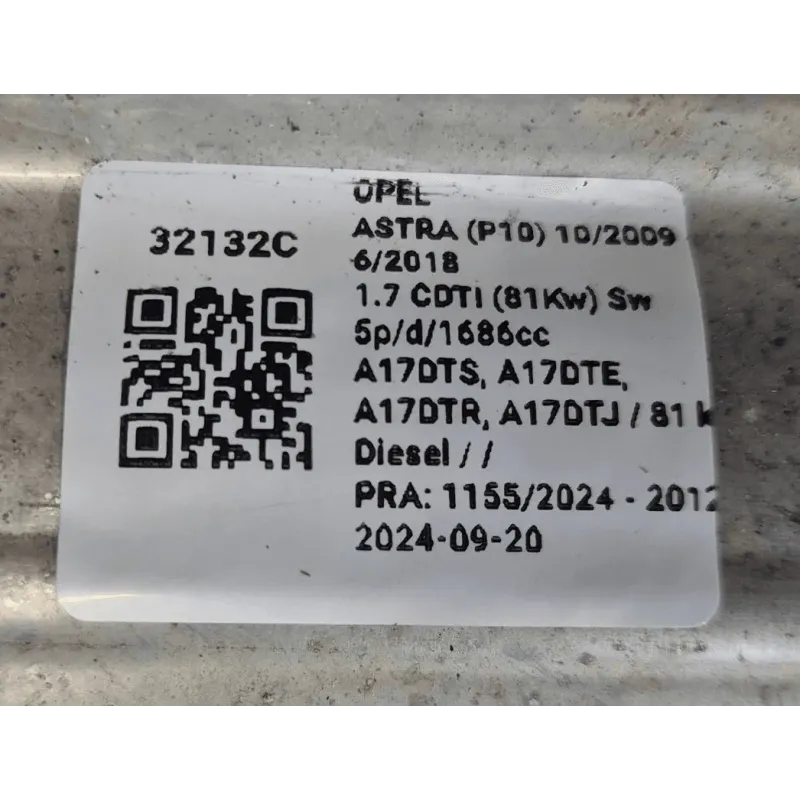 32132C
OPEL
ASTRA (P10) 10/2009
6/2018
1.7 CDTI (81Kw) Sw
5p/d/1686cc
A17DTS, A17DTE,
A17DTR, A17DTJ / 81
Diesel / /
PRA: 1155/2024 - 2012
2024-09-20